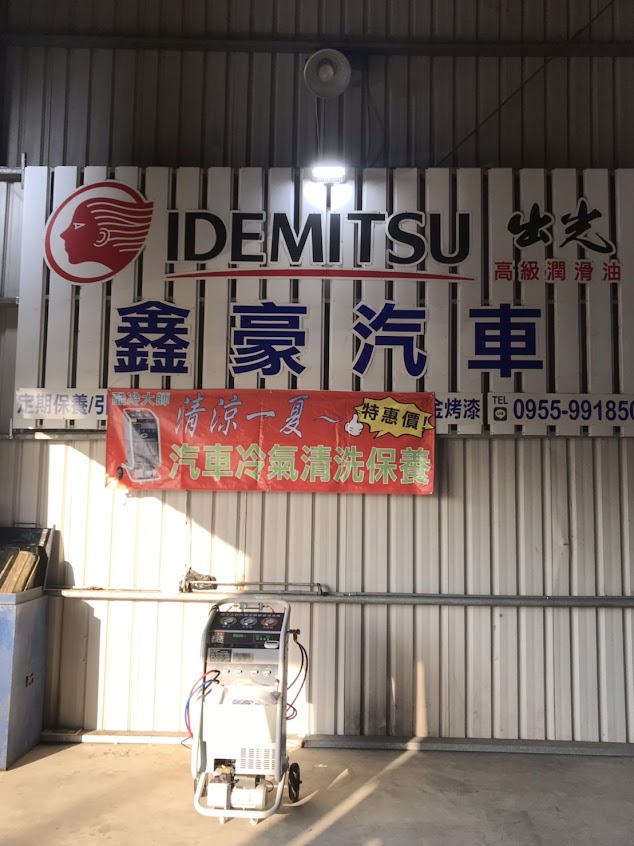 IDEMITSU 出光
高級潤滑油
鑫豪汽車
定期保養/引
金烤漆
TEL 0955-991850
清涼一夏~
特惠價!
汽車冷氣清洗保養